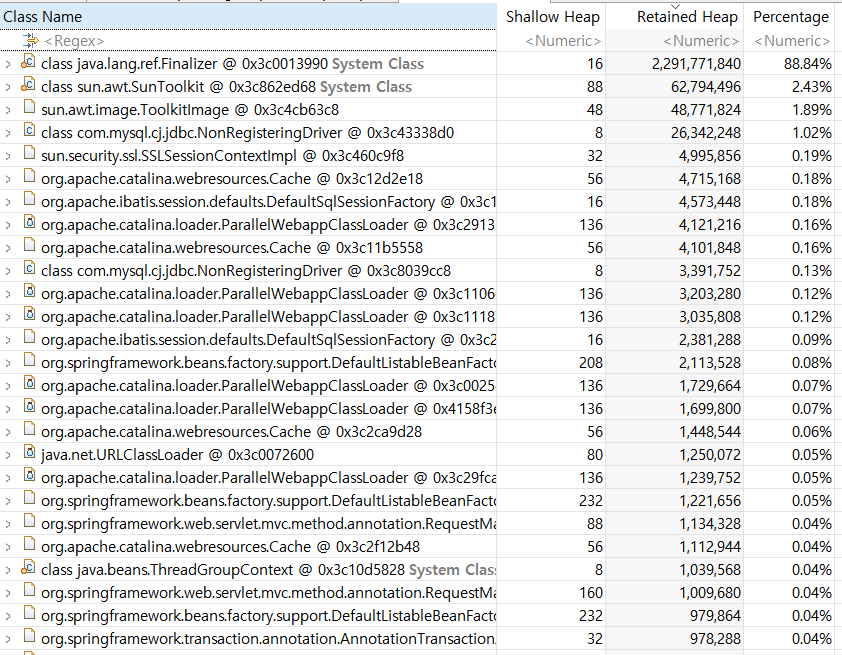 Class Name Shallow Heap Retained Heap Percentage
<Regex> <Numeric> <Numeric> <Numeric>
class java.lang.ref.Finalizer @ 0x3c0013990 System Class 16 2,291,771,840 88.84%
class sun.awt.SunToolkit @ 0x3c862ed68 System Class 88 62,794,496 2.43%
sun.awt.image.ToolkitImage @ 0x3c4cb63c8 48 48,771,824 1.89%
class com.mysql.cj.jdbc.NonRegisteringDriver @ 0x3c43338d0 8 26,342,248 1.02%
sun.security.ssl.SSLSessionContextImpl @ 0x3c460c9f8 32 4,995,856 0.19%
org.apache.catalina.webresources.Cache @ 0x3c12d2e18 56 4,715,168 0.18%
org.apache.ibatis.session.defaults.DefaultSqlSessionFactory @ 0x3c1 16 4,573,448 0.18%
org.apache.catalina.loader.ParallelWebappClassLoader @ 0x3c2913 136 4,121,216 0.16%
org.apache.catalina.webresources.Cache @ 0x3c11b5558 56 4,101,848 0.16%
class com.mysql.cj.jdbc.NonRegisteringDriver @ 0x3c8039cc8 8 3,391,752 0.13%
org.apache.catalina.loader.ParallelWebappClassLoader @ 0x3c1106 136 3,203,280 0.12%
org.apache.catalina.loader.ParallelWebappClassLoader @ 0x3c1118 136 3,035,808 0.12%
org.apache.ibatis.session.defaults.DefaultSqlSessionFactory @ 0x3c2 16 2,381,288 0.09%
org.springframework.beans.factory.support.DefaultListableBeanFacto 208 2,113,528 0.08%
org.apache.catalina.loader.ParallelWebappClassLoader @ 0x3c0025 136 1,729,664 0.07%
org.apache.catalina.loader.ParallelWebappClassLoader @ 0x4158f3e 136 1,699,800 0.07%
org.apache.catalina.webresources.Cache @ 0x3c2ca9d28 56 1,448,544 0.06%
java.net.URLClassLoader @ 0x3c0072600 80 1,250,072 0.05%
org.apache.catalina.loader.ParallelWebappClassLoader @ 0x3c29fca 136 1,239,752 0.05%
org.springframework.beans.factory.support.DefaultListableBeanFacto 232 1,221,656 0.05%
org.springframework.web.servlet.mvc.method.annotation.RequestMa 88 1,134,328 0.04%
org.apache.catalina.webresources.Cache @ 0x3c2f12b48 56 1,112,944 0.04%
class java.beans.ThreadGroupContext @ 0x3c10d5828 System Clas 8 1,039,568 0.04%
org.springframework.web.servlet.mvc.method.annotation.RequestMa 160 1,009,680 0.04%
org.springframework.beans.factory.support.DefaultListableBeanFacto 232 979,864 0.04%
org.springframework.transaction.annotation.AnnotationTransaction. 32 978,288 0.04%